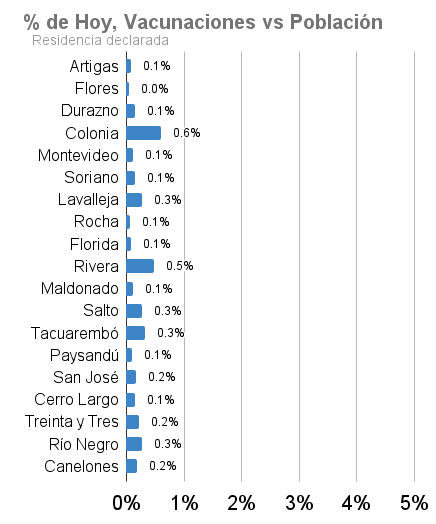 % de Hoy, Vacunaciones vs Población
Residencia declarada
Artigas 0.1%
Flores 0.0%
Durazno 0.1%
Colonia 0.6%
Montevideo 0.1%
Soriano 0.1%
Lavalleja 0.3%
Rocha 0.1%
Florida 0.1%
Rivera 0.5%
Maldonado 0.1%
Salto 0.3%
Tacuarembó 0.3%
Paysandú 0.1%
San José 0.2%
Cerro Largo 0.1%
Treinta y Tres 0.2%
Río Negro 0.3%
Canelones 0.2%
0% 1% 2% 3% 4% 5%